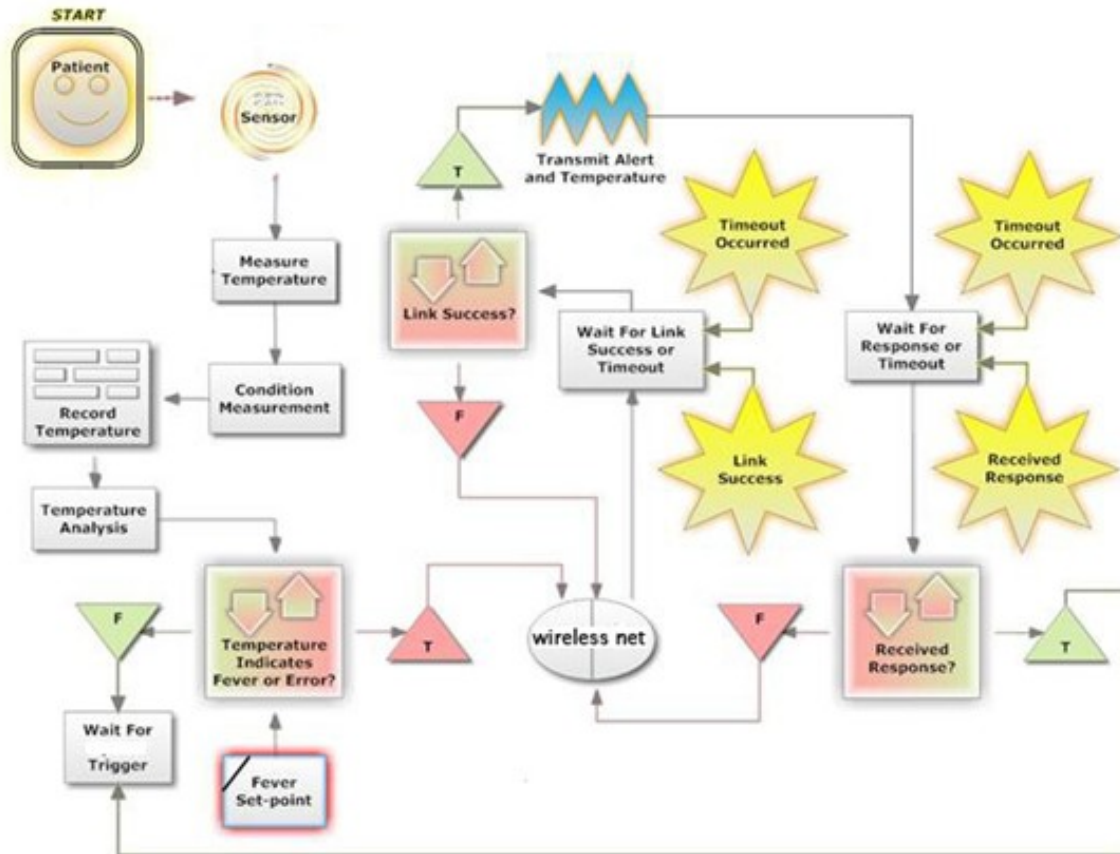 START
Patient
Sensor
Measure
Temperature
Condition
Measurement
Record
Temperature
Temperature
Analysis
Temperature
Indicates
Fever or Error?
F
T
Wait For
Trigger
Fever
Set-point
wireless net
Wait For Link
Success or
Timeout
Timeout
Occurred
Link
Success
Link Success?
F
T
Transmit Alert
and Temperature
Wait For
Response or
Timeout
Timeout
Occurred
Received
Response
Received
Response?
F
T